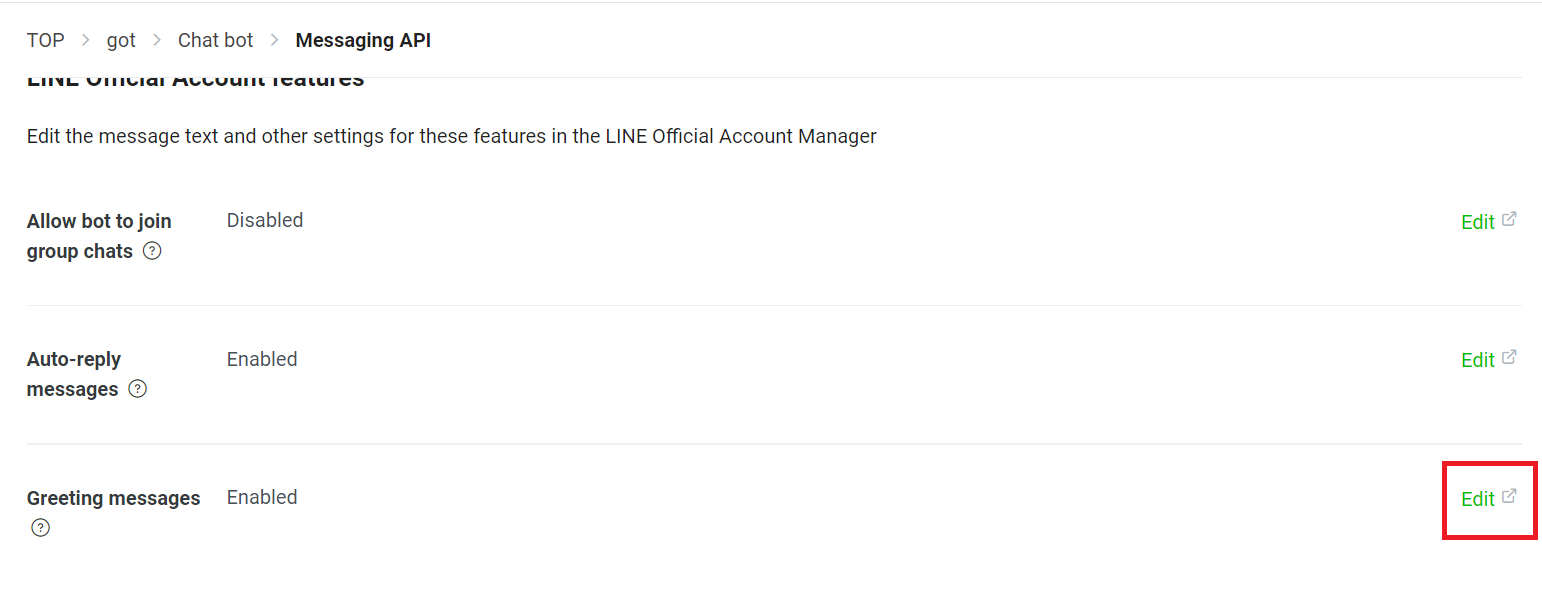 TOP > got > Chat bot > Messaging API
LINE Official Account features
Edit the message text and other settings for these features in the LINE Official Account Manager
Allow bot to join Disabled Edit
group chats ?
Auto-reply Enabled Edit
messages ?
Greeting messages Enabled Edit
?